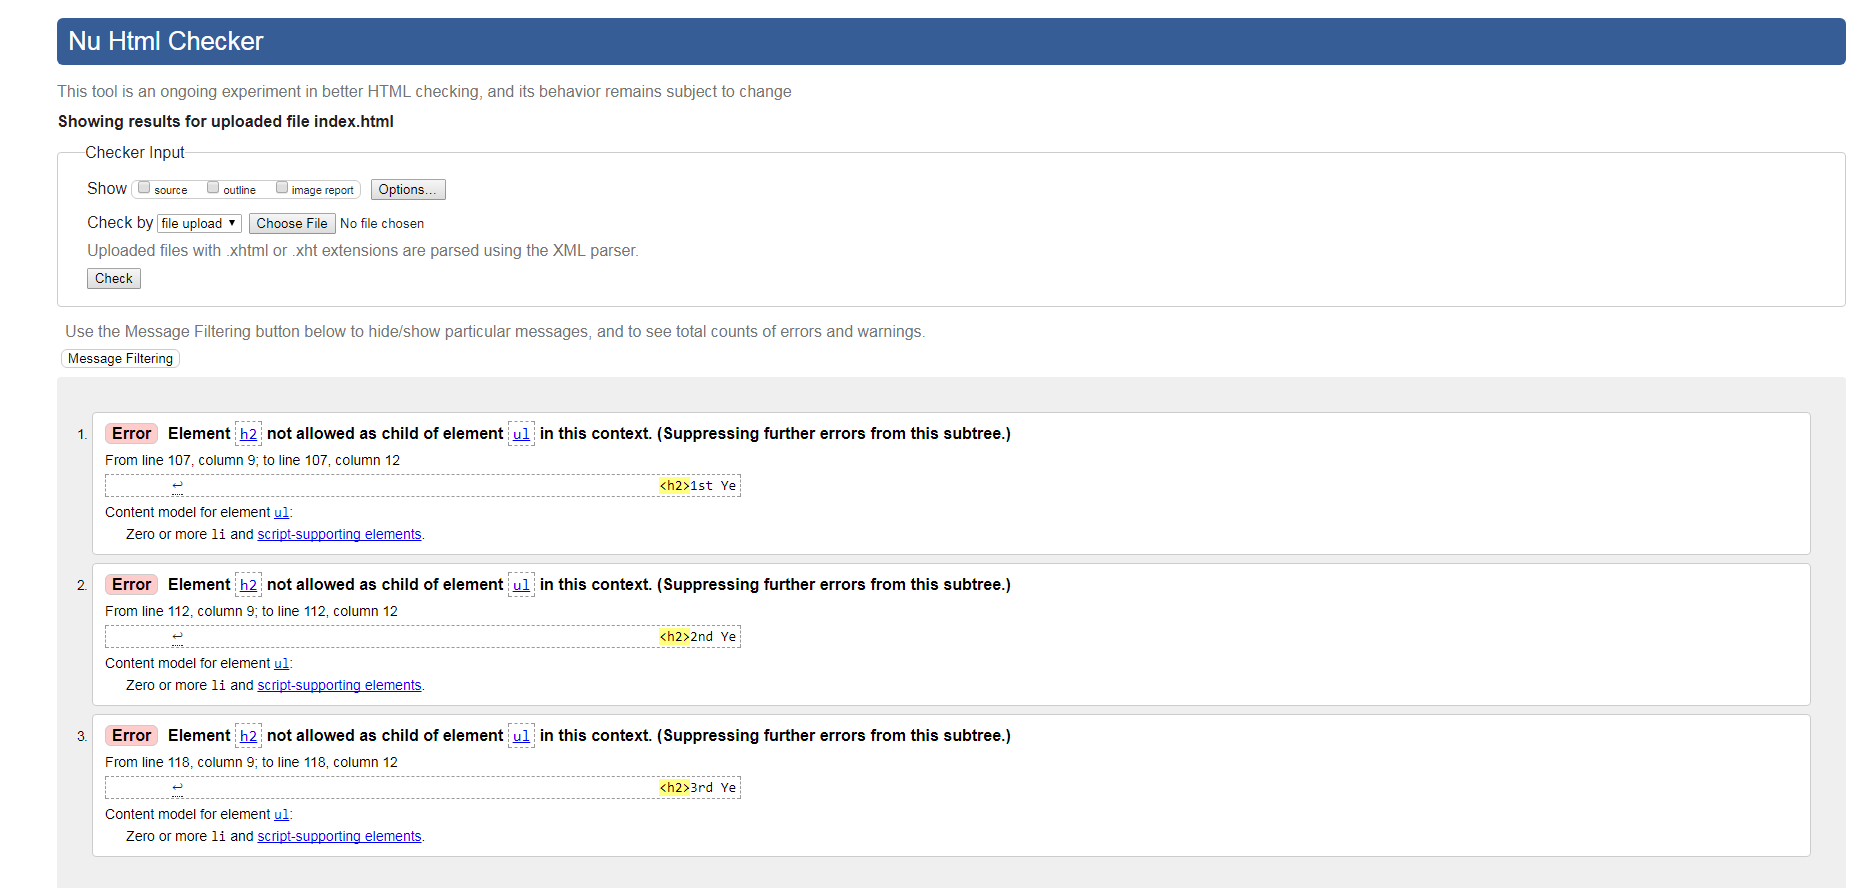 Nu Html Checker
This tool is an ongoing experiment in better HTML checking, and its behavior remains subject to change
Showing results for uploaded file index.html
Checker Input
Show source outline image report Options...
Check by file upload ▼ Choose File No file chosen
Uploaded files with .xhtml or .xht extensions are parsed using the XML parser.
Check
Use the Message Filtering button below to hide/show particular messages, and to see total counts of errors and warnings.
Message Filtering
1. Error Element h2 not allowed as child of element ul in this context. (Suppressing further errors from this subtree.)
From line 107, column 9; to line 107, column 12
↩ <h2>1st Ye
Content model for element ul:
Zero or more li and script-supporting elements.
2. Error Element h2 not allowed as child of element ul in this context. (Suppressing further errors from this subtree.)
From line 112, column 9; to line 112, column 12
↩ <h2>2nd Ye
Content model for element ul:
Zero or more li and script-supporting elements.
3. Error Element h2 not allowed as child of element ul in this context. (Suppressing further errors from this subtree.)
From line 118, column 9; to line 118, column 12
↩ <h2>3rd Ye
Content model for element ul:
Zero or more li and script-supporting elements.